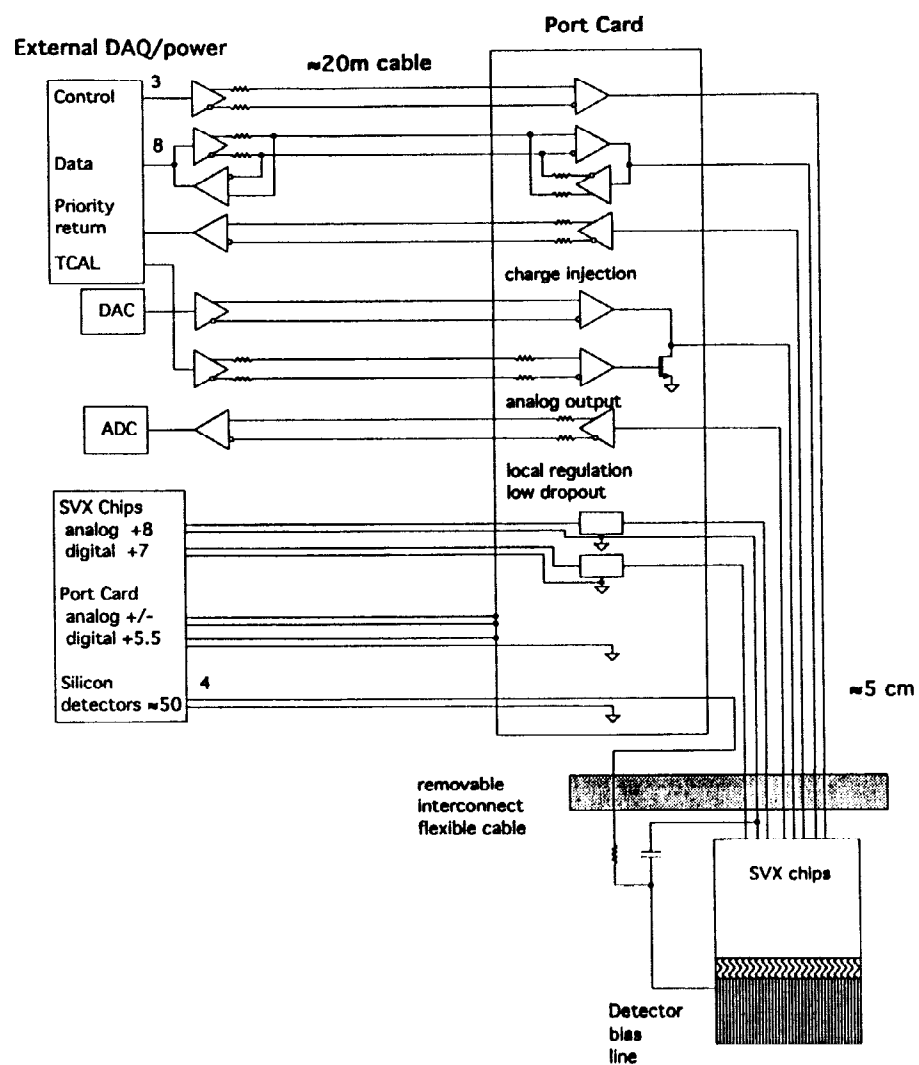 Port Card
External DAQ/power
≈20m cable
3
Control
8
Data
Priority
return
TCAL
charge injection
DAC
analog output
ADC
local regulation
low dropout
SVX Chips
analog +8
digital +7
Port Card
analog +/-
digital +5.5
4
Silicon
detectors ≈50
≈5 cm
removable
interconnect
flexible cable
SVX chips
Detector
bias
line